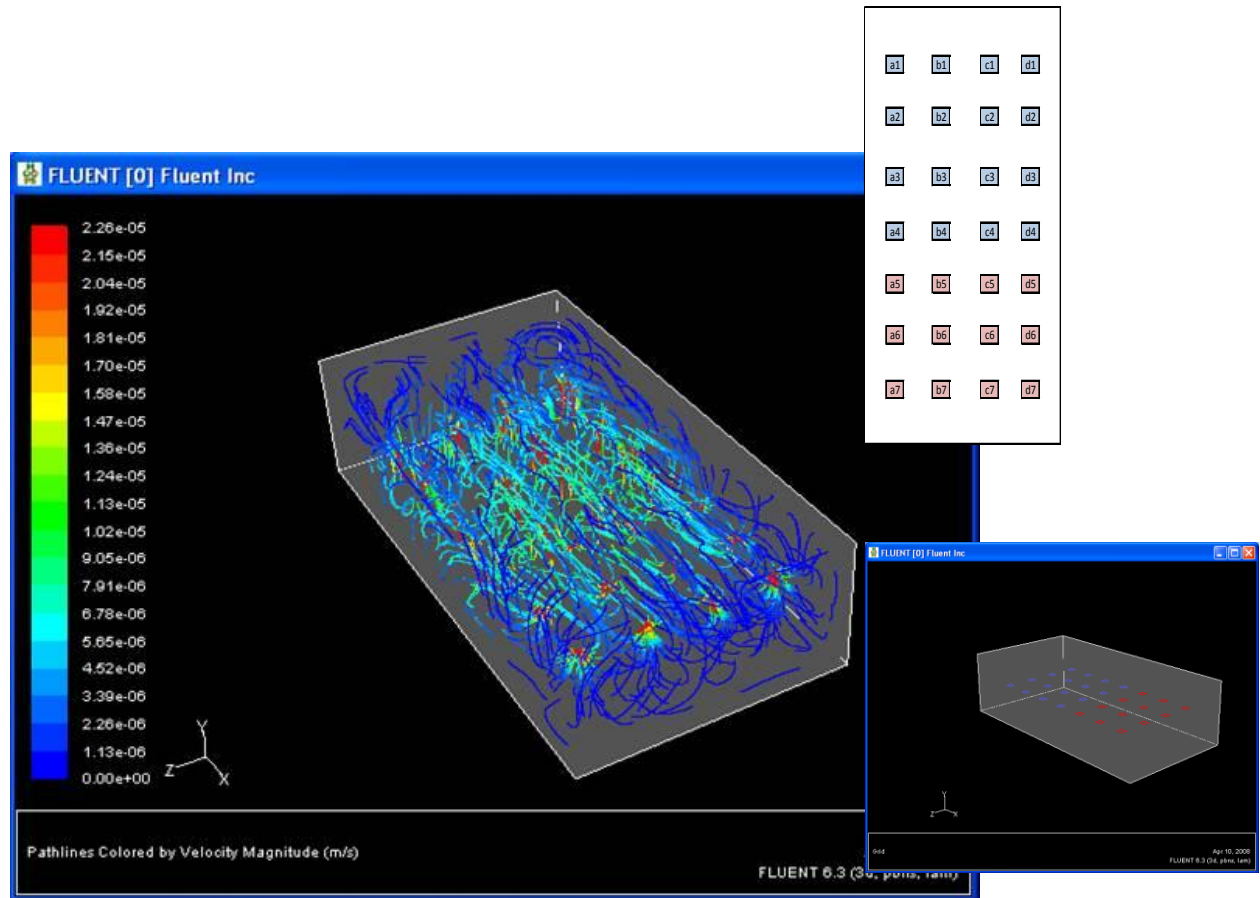 a1 b1 c1 d1
a2 b2 c2 d2
a3 b3 c3 d3
a4 b4 c4 d4
a5 b5 c5 d5
a6 b6 c6 d6
a7 b7 c7 d7
FLUENT [0] Fluent Inc
2.26e-05
2.15e-05
2.04e-05
1.92e-05
1.81e-05
1.70e-05
1.58e-05
1.47e-05
1.36e-05
1.24e-05
1.13e-05
1.02e-05
9.05e-06
7.91e-06
6.78e-06
5.65e-06
4.52e-06
3.39e-06
2.26e-06
1.13e-06
0.00e+00
Y
Z
X
Pathlines Colored by Velocity Magnitude (m/s)
FLUENT 6.3 (3d, pbns, lam)
FLUENT [0] Fluent Inc
Y
Z
X
Grid
Apr 10, 2008
FLUENT 6.3 (3d, pbns, lam)